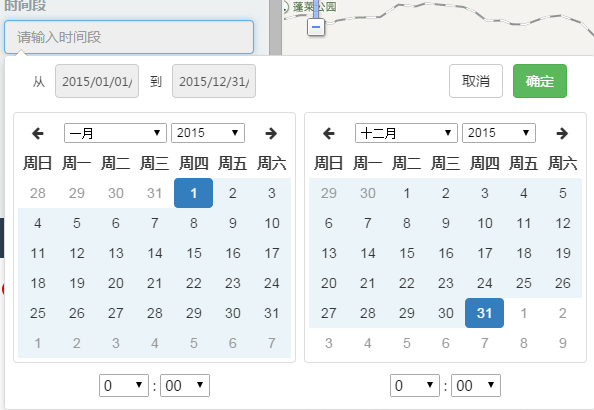 时间段
蓬莱公园
请输入时间段
从 2015/01/01/ 到 2015/12/31/ 取消 确定
一月 2015 十二月 2015
周日 周一 周二 周三 周四 周五 周六 周日 周一 周二 周三 周四 周五 周六
28 29 30 31 1 2 3 29 30 1 2 3 4 5
4 5 6 7 8 9 10 6 7 8 9 10 11 12
11 12 13 14 15 16 17 13 14 15 16 17 18 19
18 19 20 21 22 23 24 20 21 22 23 24 25 26
25 26 27 28 29 30 31 27 28 29 30 31 1 2
1 2 3 4 5 6 7 3 4 5 6 7 8 9
0 : 00 0 : 00